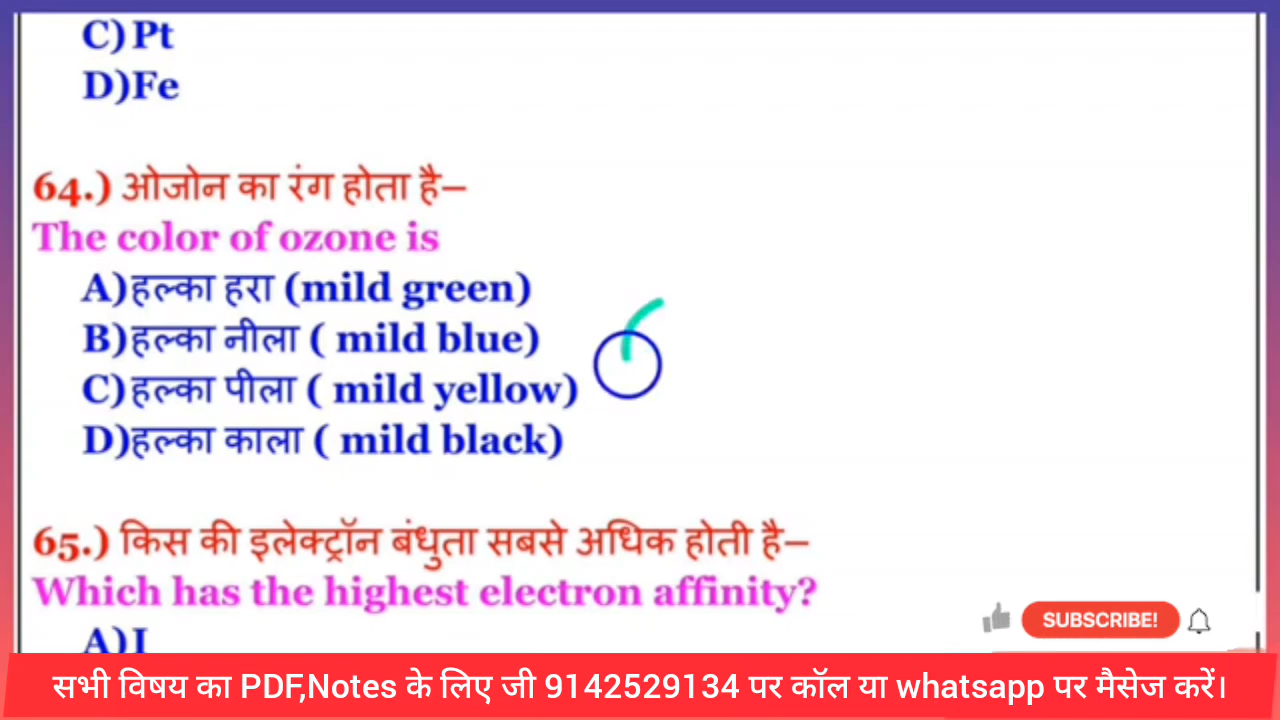 C) Pt
D)Fe
64.) ओजोन का रंग होता है–
The color of ozone is
A)हल्का हरा (mild green)
B)हल्का नीला ( mild blue)
C)हल्का पीला ( mild yellow)
D)हल्का काला ( mild black)
65.) किस की इलेक्ट्रॉन बंधुता सबसे अधिक होती है–
Which has the highest electron affinity?
A)I
SUBSCRIBE!
सभी विषय का PDF,Notes के लिए जी 9142529134 पर कॉल या whatsapp पर मैसेज करें।